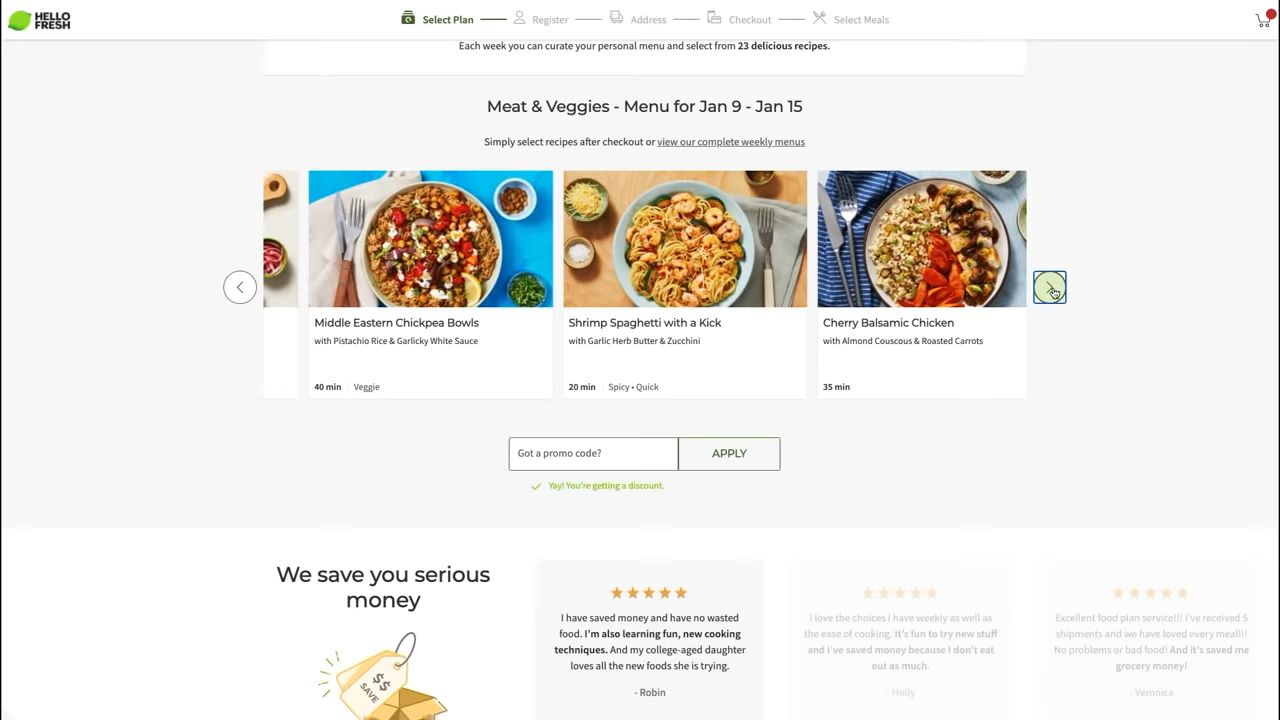 HELLO
FRESH
Select Plan
Register
Address
Checkout
Select Meals
Each week you can curate your personal menu and select from 23 delicious recipes.
Meat & Veggies - Menu for Jan 9 - Jan 15
Simply select recipes after checkout or view our complete weekly menus
Middle Eastern Chickpea Bowls
with Pistachio Rice & Garlicky White Sauce
40 min Veggie
Shrimp Spaghetti with a Kick
with Garlic Herb Butter & Zucchini
20 min Spicy • Quick
Cherry Balsamic Chicken
with Almond Couscous & Roasted Carrots
35 min
Got a promo code?
APPLY
Yay! You're getting a discount.
We save you serious
money
$$
SAVE
I have saved money and have no wasted
food. I'm also learning fun, new cooking
techniques. And my college-aged daughter
loves all the new foods she is trying.
- Robin
I love the choices I have weekly as well as
the ease of cooking. It's fun to try new stuff
and I've saved money because I don't eat
out as much.
- Holly
Excellent food plan service!!! I've received 5
shipments and we have loved every meal!!!
No problems or bad food! And it's saved me
grocery money!
- Veronica